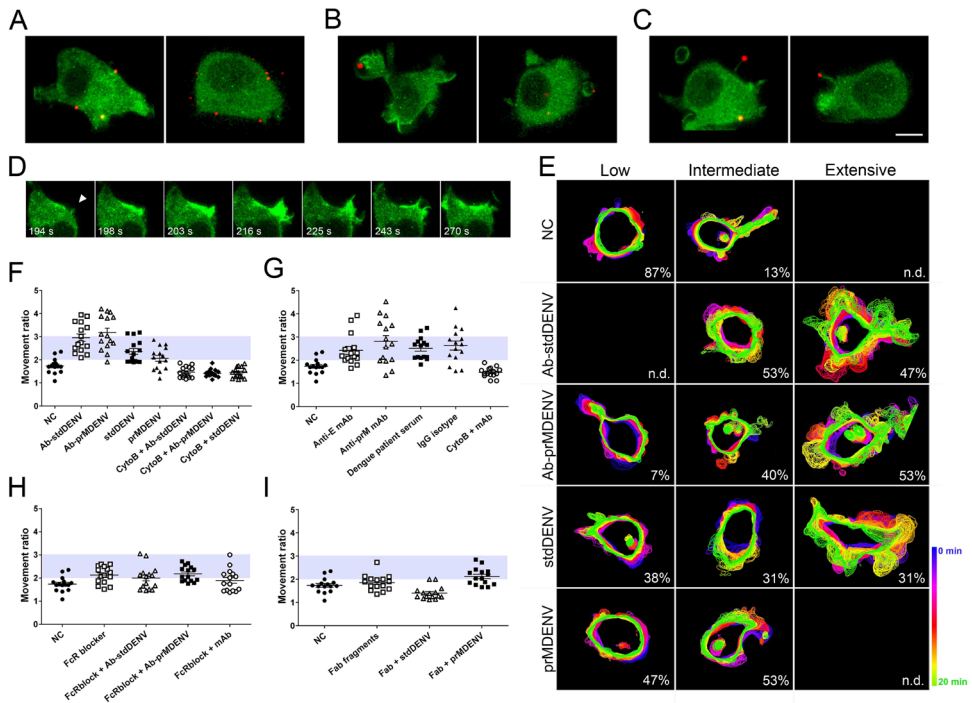 A
B
C
D
194 s
198 s
203 s
216 s
225 s
243 s
270 s
E
Low
Intermediate
Extensive
NC
87%
13%
n.d.
Ab-stdDENV
n.d.
53%
47%
Ab-prMDENV
7%
40%
53%
stdDENV
38%
31%
31%
prMDENV
47%
53%
n.d.
0 min
20 min
F
Movement ratio
5
4
3
2
1
0
NC
Ab-stdDENV
Ab-prMDENV
stdDENV
prMDENV
CytoB + Ab-stdDENV
CytoB + Ab-prMDENV
CytoB + stdDENV
G
Movement ratio
5
4
3
2
1
0
NC
Anti-E mAb
Anti-prM mAb
Dengue patient serum
IgG isotype
CytoB + mAb
H
Movement ratio
5
4
3
2
1
0
NC
FcR blocker
FcRblock + Ab-stdDENV
FcRblock + Ab-prMDENV
FcRblock + mAb
I
Movement ratio
5
4
3
2
1
0
NC
Fab fragments
Fab + stdDENV
Fab + prMDENV